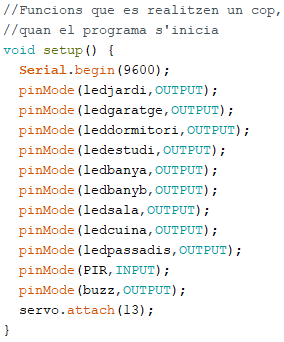 //Funcions que es realitzen un cop,
//quan el programa s'inicia
void setup() {
  Serial.begin(9600);
  pinMode(ledjardi,OUTPUT);
  pinMode(ledgaratge,OUTPUT);
  pinMode(leddormitori,OUTPUT);
  pinMode(ledestudi,OUTPUT);
  pinMode(ledbanya,OUTPUT);
  pinMode(ledbanyb,OUTPUT);
  pinMode(ledsala,OUTPUT);
  pinMode(ledcuina,OUTPUT);
  pinMode(ledpassadis,OUTPUT);
  pinMode(PIR,INPUT);
  pinMode(buzz,OUTPUT);
  servo.attach(13);
}